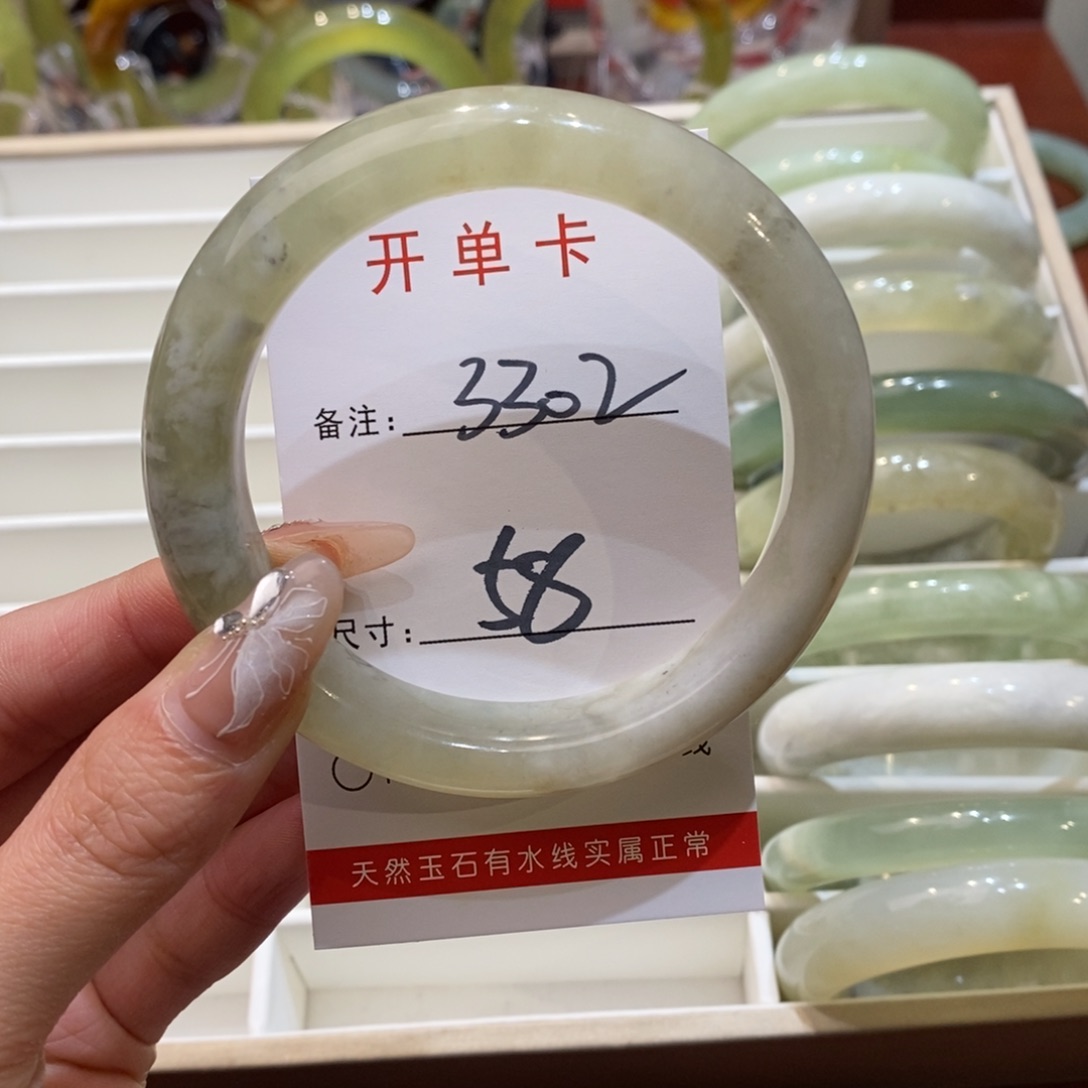 开单卡
备注: 3302
尺寸: 58
线
天然玉石有水线实属正常